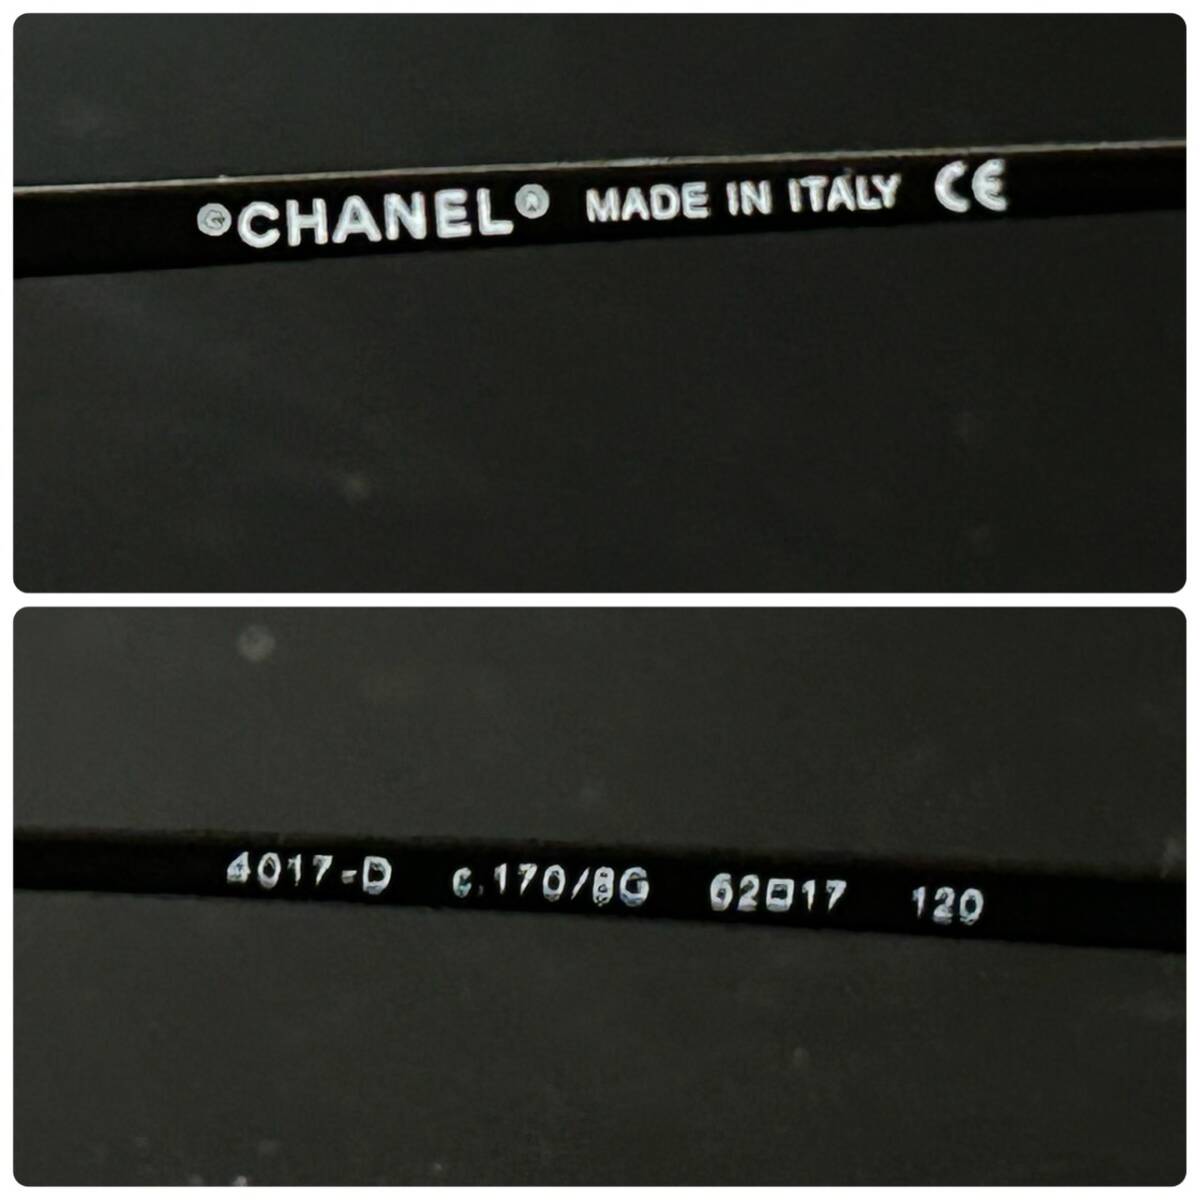 ©CHANEL® MADE IN ITALY CE
4017-D c.170/8G 62□17 120